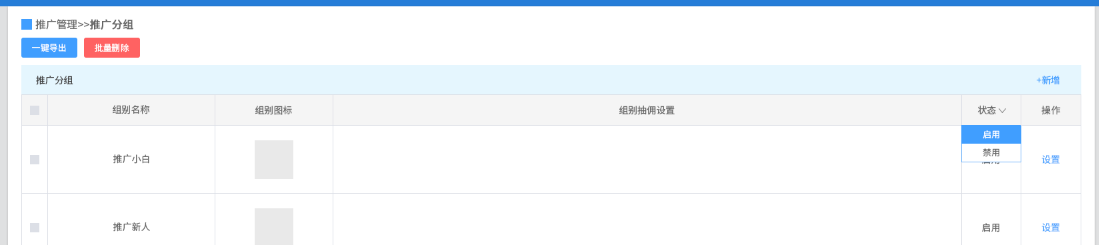 推广管理>>推广分组
一键导出 批量删除
推广分组 +新增
组别名称 组别图标 组别抽佣设置 状态 操作
启用
禁用
推广小白 设置
推广新人 启用 设置